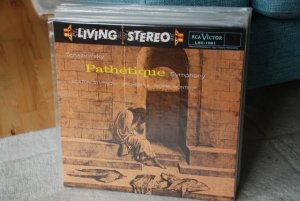 LIVING STEREO
RCA VICTOR
LSC-1901
Tchaikovsky
Pathétique Symphony